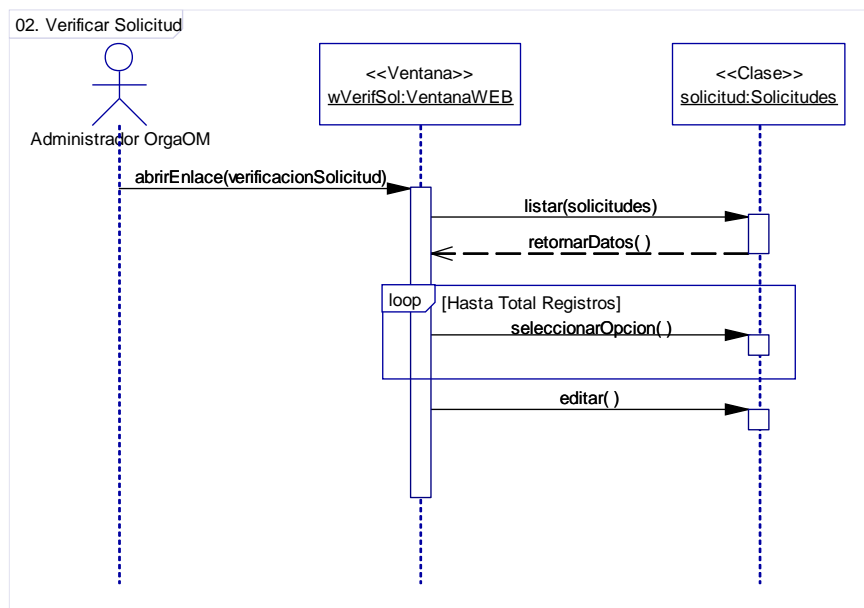 02. Verificar Solicitud
<<Ventana>>
wVerifSol:VentanaWEB
<<Clase>>
solicitud:Solicitudes
Administrador OrgaOM
abrirEnlace(verificacionSolicitud)
listar(solicitudes)
retornarDatos( )
loop
[Hasta Total Registros]
seleccionarOpcion( )
editar( )